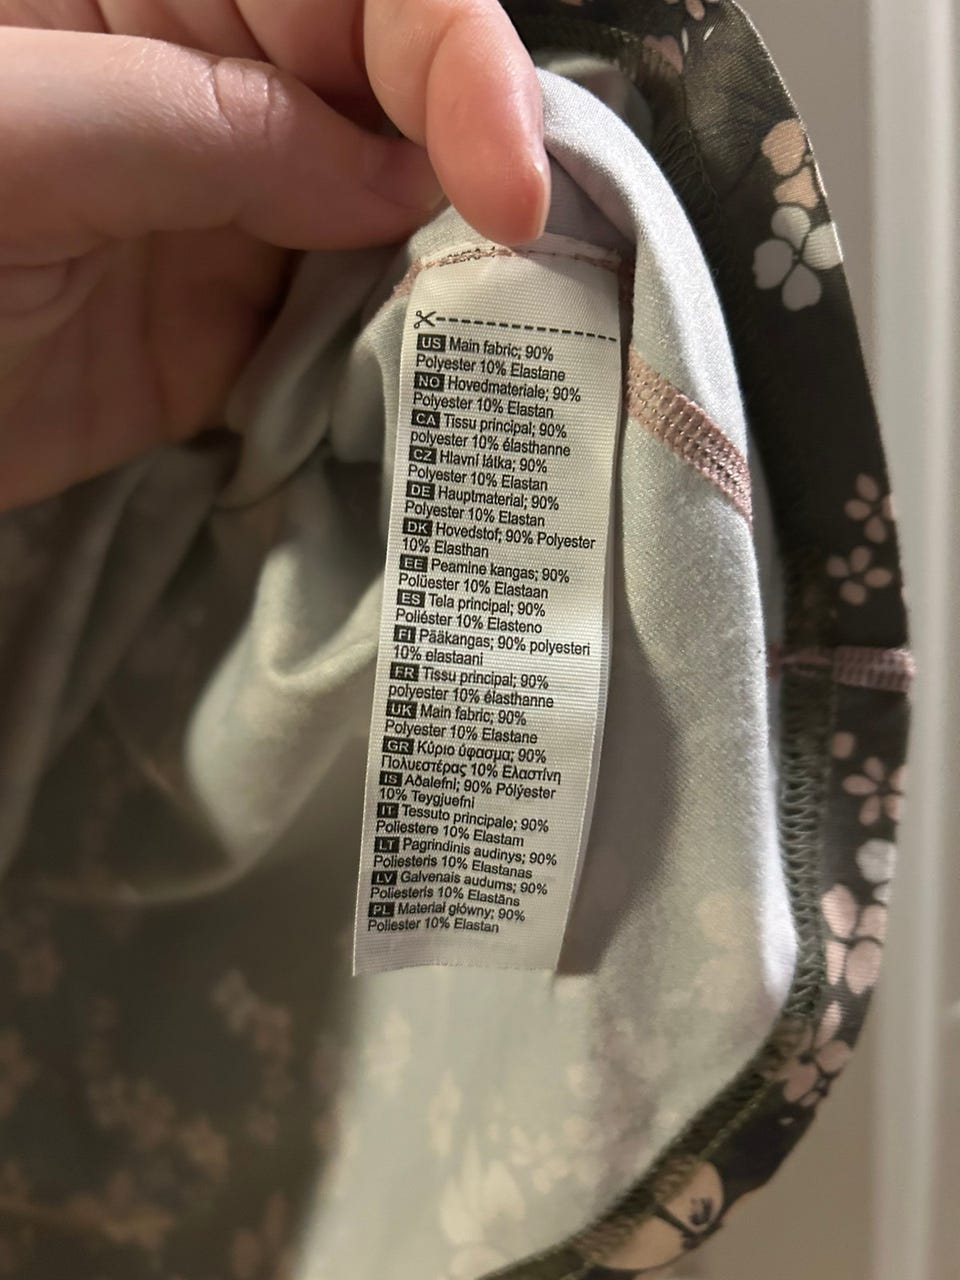 US Main fabric; 90%
Polyester 10% Elastane
NO Hovedmateriale; 90%
Polyester 10% Elastan
CA Tissu principal; 90%
polyester 10% élasthanne
CZ Hlavní látka; 90%
Polyester 10% Elastan
DE Hauptmaterial; 90%
Polyester 10% Elastan
DK Hovedstof; 90% Polyester
10% Elasthan
EE Peamine kangas; 90%
Polüester 10% Elastaan
ES Tela principal; 90%
Poliéster 10% Elasteno
FI Pääkangas; 90% polyesteri
10% elastaani
FR Tissu principal; 90%
polyester 10% élasthanne
UK Main fabric; 90%
Polyester 10% Elastane
GR Κύριο ύφασμα; 90%
Πολυεστέρας 10% Ελαστίνη
IS Aðalefni; 90% Pólýester
10% Teygjuefni
IT Tessuto principale; 90%
Poliestere 10% Elastam
LT Pagrindinis audinys; 90%
Poliesteris 10% Elastanas
LV Galvenais audums; 90%
Poliesteris 10% Elastāns
PL Materiał główny; 90%
Poliester 10% Elastan